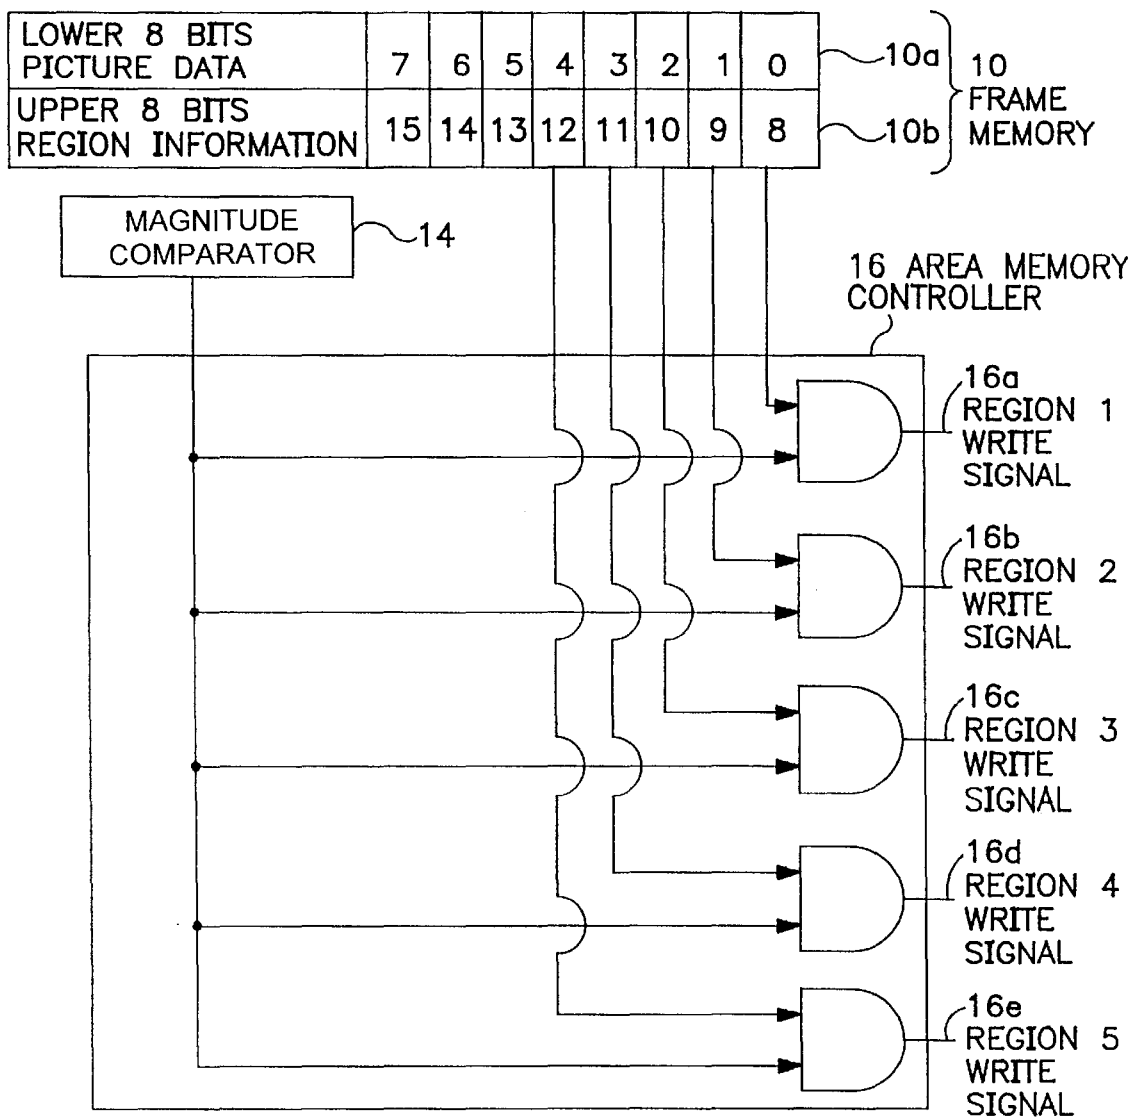 LOWER 8 BITS
PICTURE DATA 7 6 5 4 3 2 1 0
UPPER 8 BITS
REGION INFORMATION 15 14 13 12 11 10 9 8
10a
10b
10
FRAME
MEMORY
MAGNITUDE
COMPARATOR
14
16 AREA MEMORY
CONTROLLER
16a
REGION 1
WRITE
SIGNAL
16b
REGION 2
WRITE
SIGNAL
16c
REGION 3
WRITE
SIGNAL
16d
REGION 4
WRITE
SIGNAL
16e
REGION 5
WRITE
SIGNAL